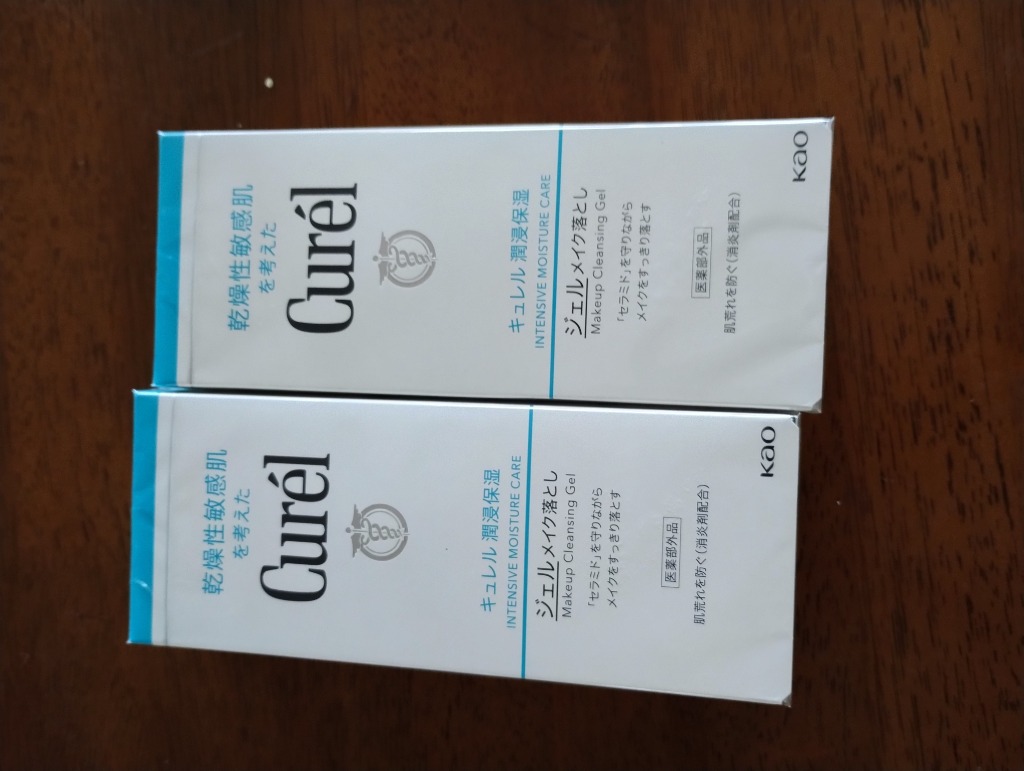 乾燥性敏感肌
を考えた
Curél
キュレル 潤浸保湿
INTENSIVE MOISTURE CARE
ジェルメイク落とし
Makeup Cleansing Gel
「セラミド」を守りながら
メイクをすっきり落とす
医薬部外品
肌荒れを防ぐ(消炎剤配合)
Kao
乾燥性敏感肌
を考えた
Curél
キュレル 潤浸保湿
INTENSIVE MOISTURE CARE
ジェルメイク落とし
Makeup Cleansing Gel
「セラミド」を守りながら
メイクをすっきり落とす
医薬部外品
肌荒れを防ぐ(消炎剤配合)
Kao